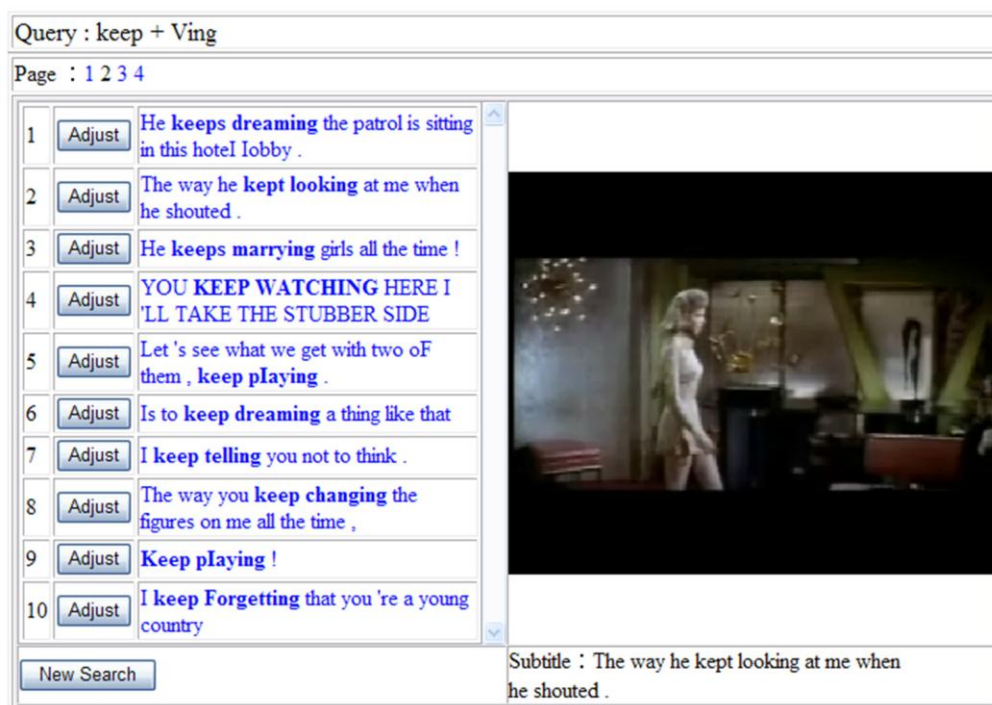 Query : keep + Ving
Page : 1 2 3 4
1 Adjust He keeps dreaming the patrol is sitting
in this hoteI Iobby .
2 Adjust The way he kept looking at me when
he shouted .
3 Adjust He keeps marrying girls all the time !
4 Adjust YOU KEEP WATCHING HERE I
'LL TAKE THE STUBBER SIDE
5 Adjust Let 's see what we get with two oF
them , keep pIaying .
6 Adjust Is to keep dreaming a thing like that
7 Adjust I keep telling you not to think .
8 Adjust The way you keep changing the
figures on me all the time ,
9 Adjust Keep pIaying !
10 Adjust I keep Forgetting that you 're a young
country
New Search
Subtitle : The way he kept looking at me when
he shouted .